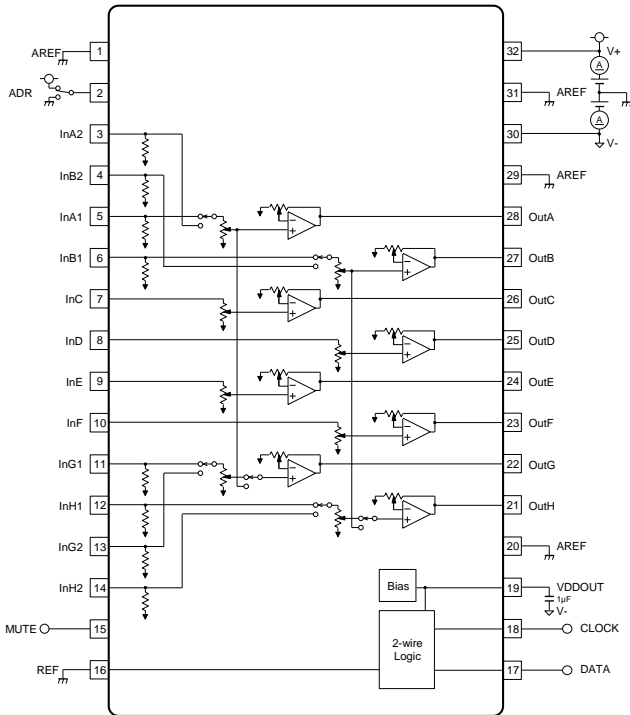 AREF 1
ADR 2
InA2 3
InB2 4
InA1 5
InB1 6
InC 7
InD 8
InE 9
InF 10
InG1 11
InH1 12
InG2 13
InH2 14
MUTE 15
REF 16
32 V+
A
31 AREF
A
30 V-
29 AREF
28 OutA
27 OutB
26 OutC
25 OutD
24 OutE
23 OutF
22 OutG
21 OutH
20 AREF
19 VDDOUT
1µF
V-
18 CLOCK
17 DATA
Bias
2-wire
Logic
− +
− +
− +
− +
− +
− +
− +
− +